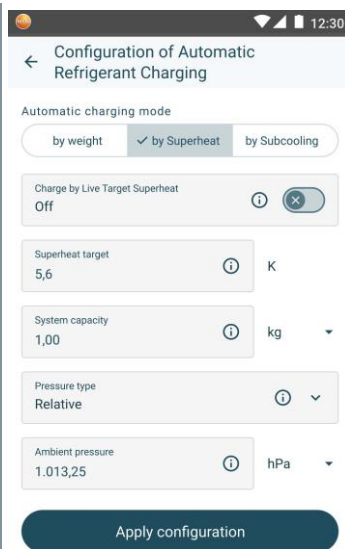 12:30
Configuration of Automatic
Refrigerant Charging
Automatic charging mode
by weight by Superheat by Subcooling
Charge by Live Target Superheat
Off
Superheat target
5,6 K
System capacity
1,00 kg
Pressure type
Relative
Ambient pressure
1.013,25 hPa
Apply configuration